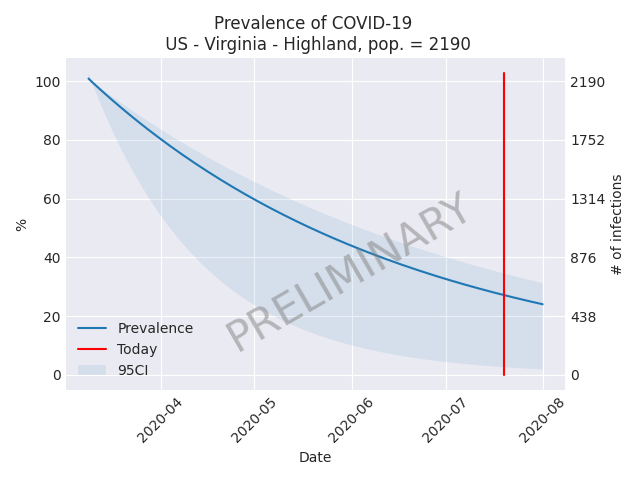 Prevalence of COVID-19
US - Virginia - Highland, pop. = 2190
100
80
60
40
20
0
%
2190
1752
1314
876
438
0
# of infections
PRELIMINARY
Prevalence
Today
95CI
2020-04
2020-05
2020-06
2020-07
2020-08
Date